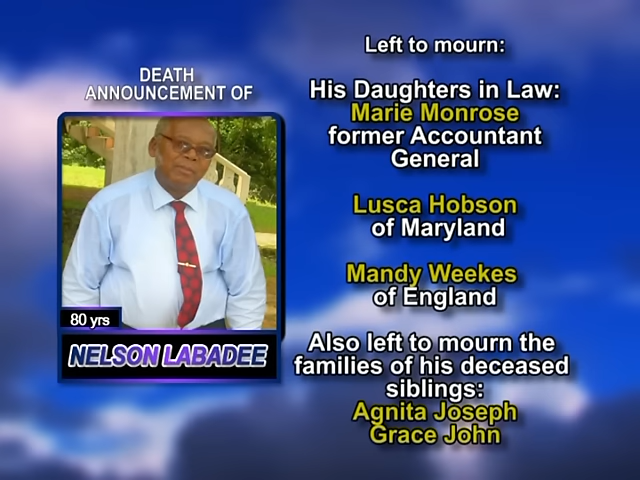 DEATH
ANNOUNCEMENT OF
80 yrs
NELSON LABADEE
Left to mourn:
His Daughters in Law:
Marie Monrose
former Accountant
General
Lusca Hobson
of Maryland
Mandy Weekes
of England
Also left to mourn the
families of his deceased
siblings:
Agnita Joseph
Grace John